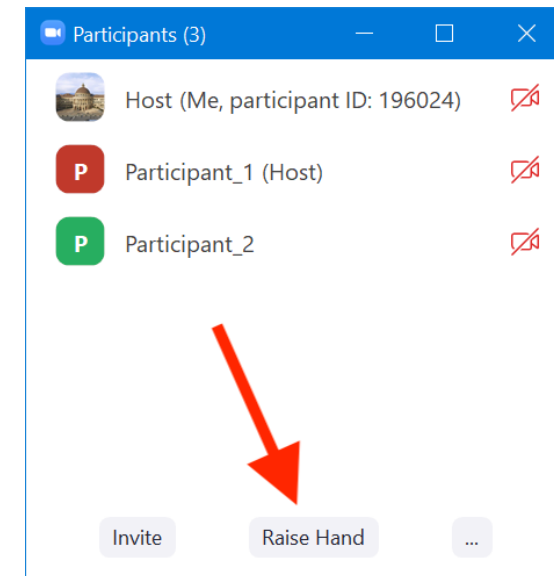 Participants (3)
Host (Me, participant ID: 196024)
P
Participant_1 (Host)
P
Participant_2
Invite
Raise Hand
...